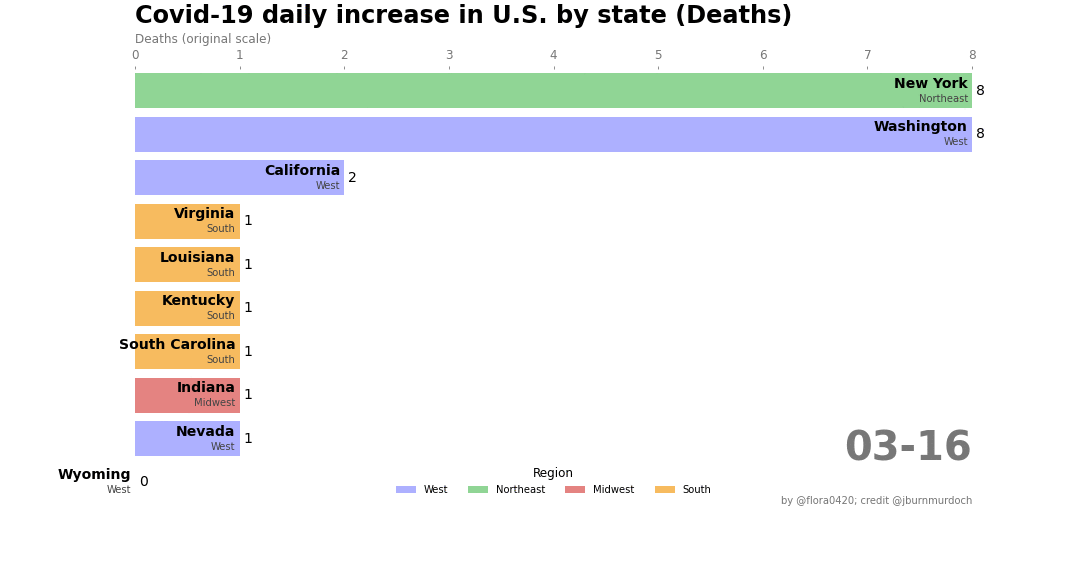 Covid-19 daily increase in U.S. by state (Deaths)
Deaths (original scale)
0 1 2 3 4 5 6 7 8
New York 8
Northeast
Washington 8
West
California 2
West
Virginia 1
South
Louisiana 1
South
Kentucky 1
South
South Carolina 1
South
Indiana 1
Midwest
Nevada 1
West
03-16
Wyoming 0
West
Region
West Northeast Midwest South
by @flora0420; credit @jburnmurdoch